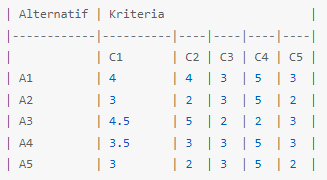 | Alternatif | Kriteria |
|------------|----------|----|----|----|----|
| | C1 | C2 | C3 | C4 | C5 |
| A1 | 4 | 4 | 3 | 5 | 3 |
| A2 | 3 | 2 | 3 | 5 | 2 |
| A3 | 4.5 | 5 | 2 | 2 | 3 |
| A4 | 3.5 | 3 | 3 | 5 | 3 |
| A5 | 3 | 2 | 3 | 5 | 2 |